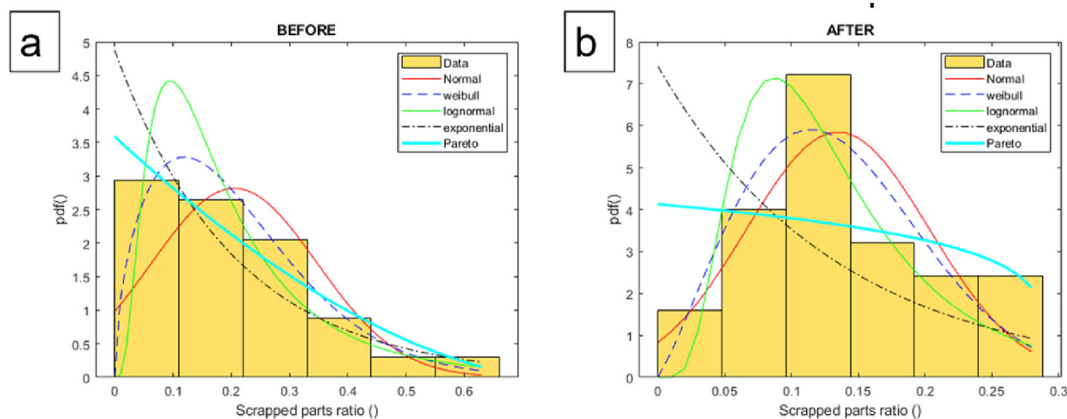 a
BEFORE
5
4.5
4
3.5
3
2.5
2
1.5
1
0.5
0
pdf()
Data
Normal
weibull
lognormal
exponential
Pareto
0 0.1 0.2 0.3 0.4 0.5 0.6
Scrapped parts ratio ()
b
AFTER
8
7
6
5
4
3
2
1
0
pdf()
Data
Normal
weibull
lognormal
exponential
Pareto
0 0.05 0.1 0.15 0.2 0.25 0.3
Scrapped parts ratio ()